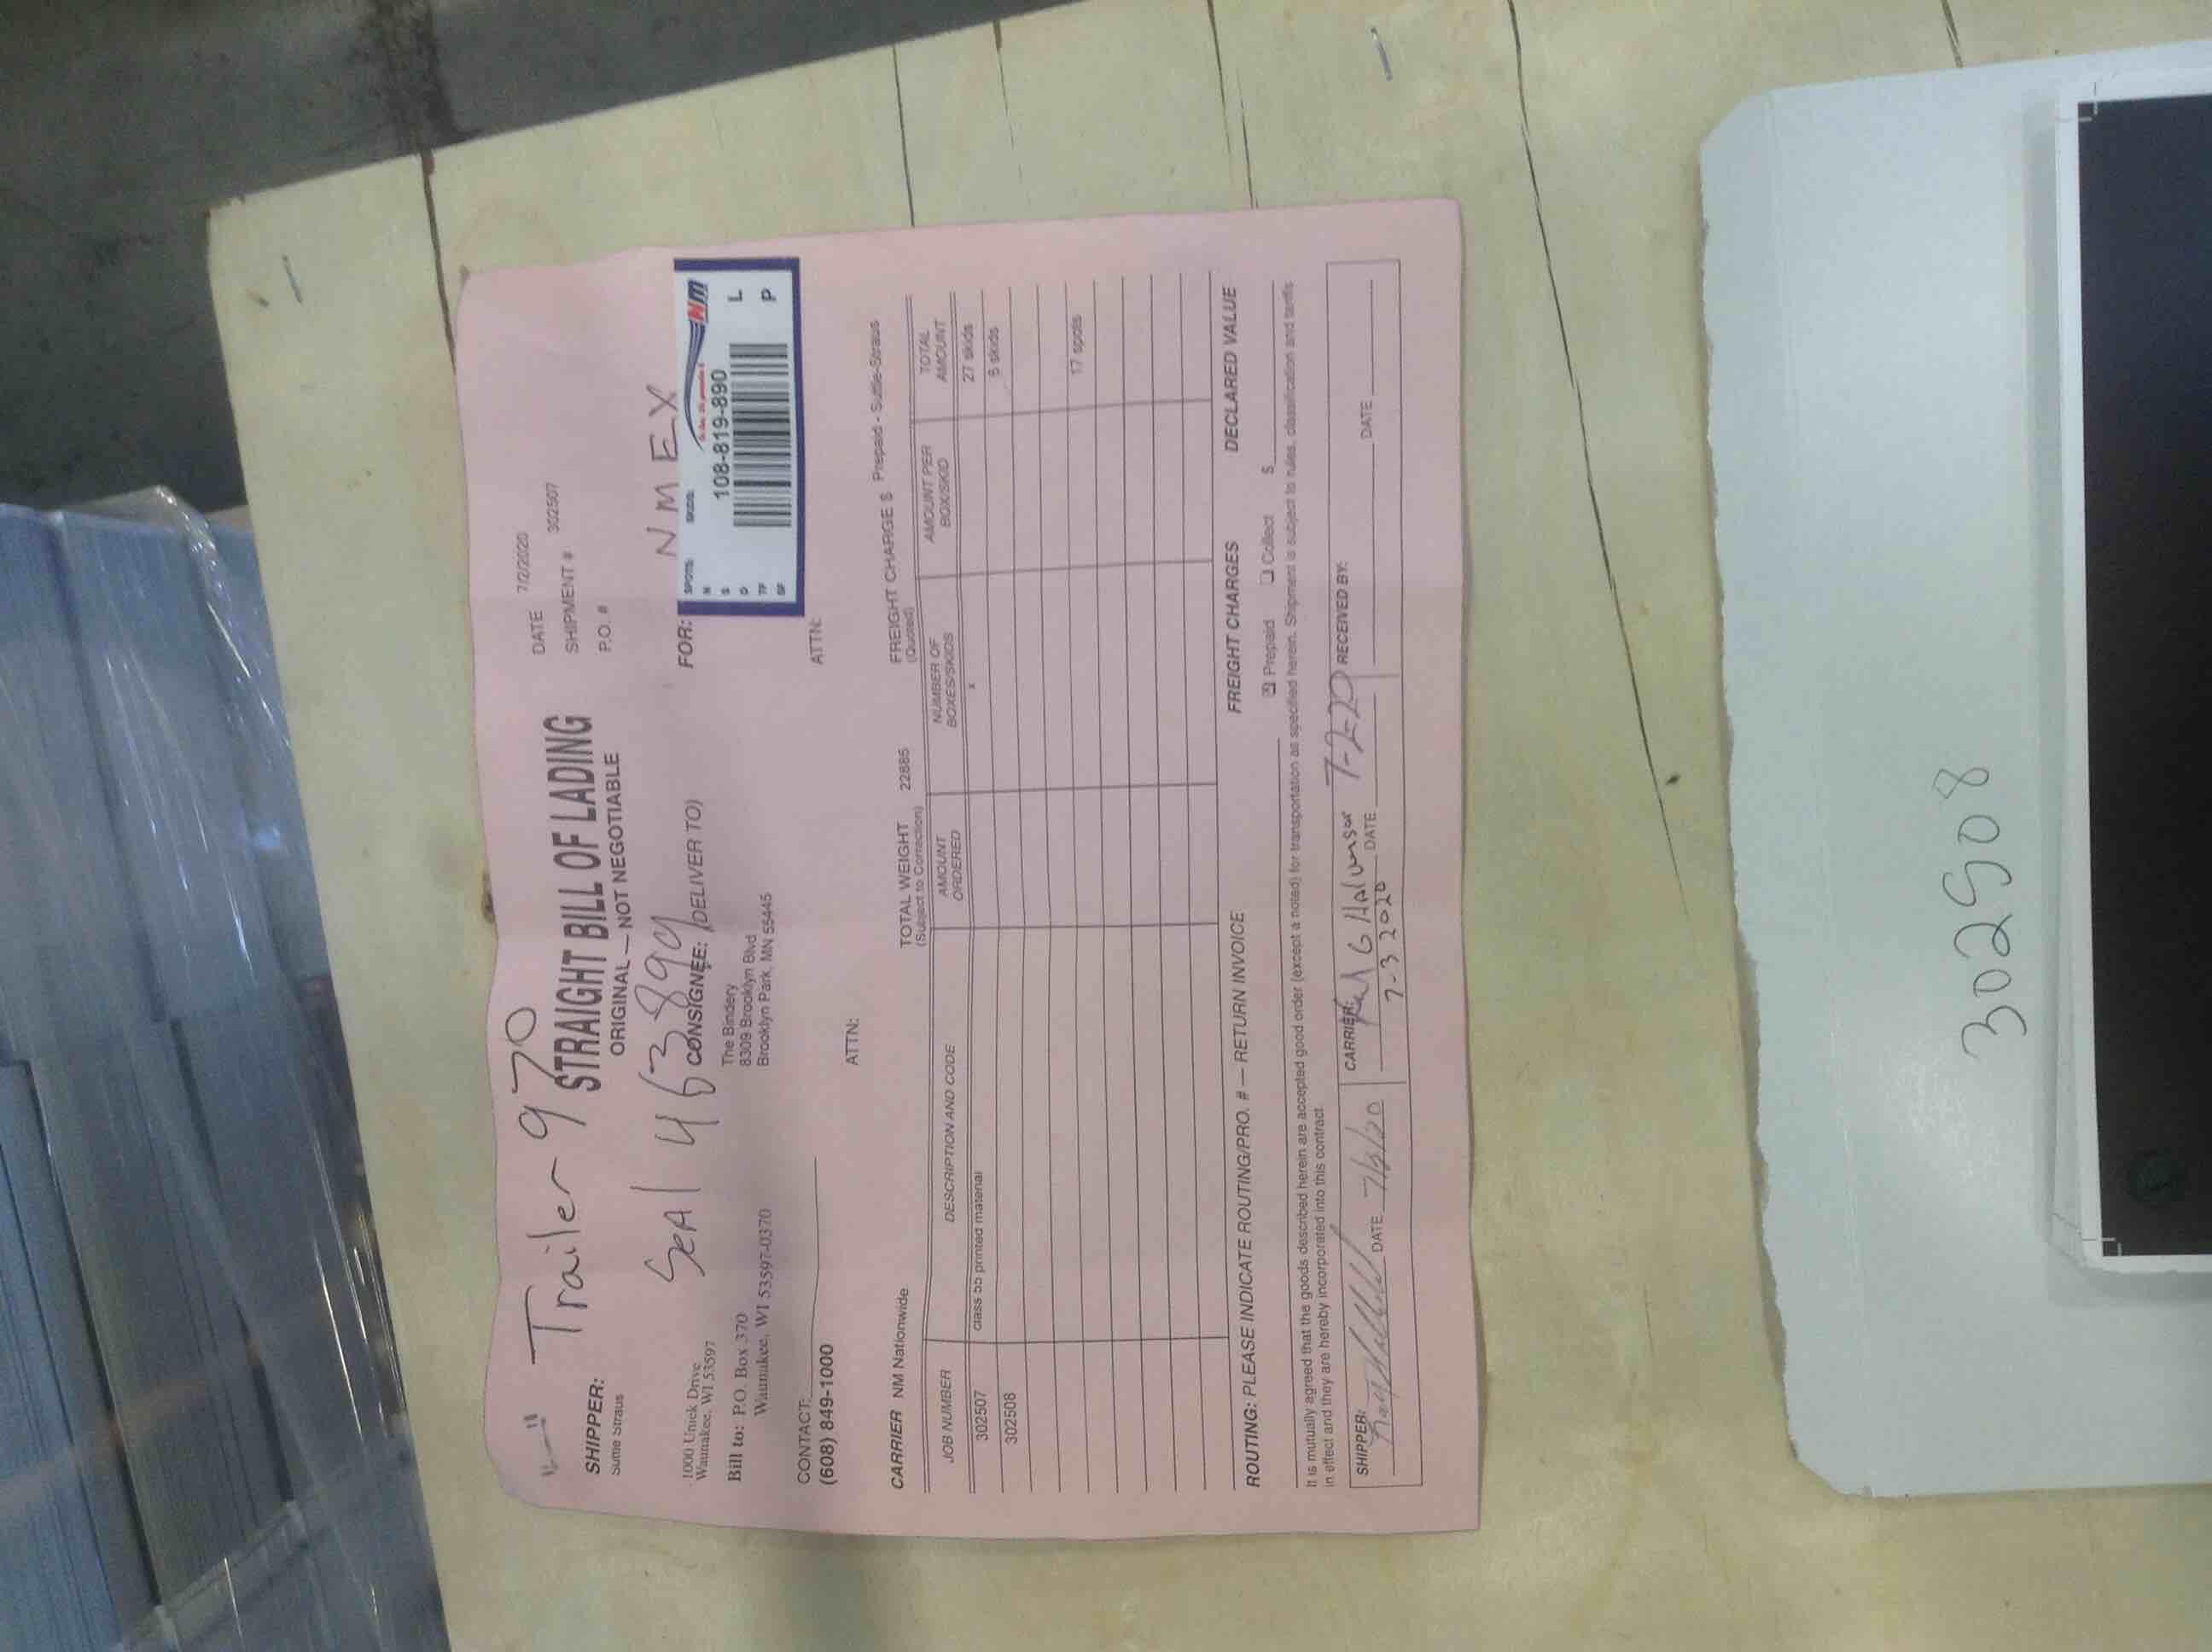 Trailer 970
STRAIGHT BILL OF LADING
ORIGINAL — NOT NEGOTIABLE
DATE 7/2/2020
SHIPMENT # 302507
P.O. #
SHIPPER:
Suttle Straus
Seal 463899
NMEX
1000 Uniek Drive
Waunakee, WI 53597
Bill to: P.O. Box 370
Waunakee, WI 53597-0370
CONTACT:
(608) 849-1000
CONSIGNEE: (DELIVER TO)
The Bindery
8309 Brooklyn Blvd
Brooklyn Park, MN 55445
ATTN:
FOR:
SPOTS: SKIDS:
NM
108-819-890
N
S
D
TF
SF
L
P
ATTN:
CARRIER NM Nationwide
TOTAL WEIGHT 22885
(Subject to Correction)
FREIGHT CHARGE $ Prepaid - Suttle-Straus
(Quoted)
JOB NUMBER DESCRIPTION AND CODE AMOUNT ORDERED NUMBER OF BOXES/SKIDS AMOUNT PER BOX/SKID TOTAL AMOUNT
302507 class 55 printed material x 27 skids
302508 6 skids
17 spots
ROUTING: PLEASE INDICATE ROUTING/PRO. # — RETURN INVOICE
FREIGHT CHARGES
Prepaid Collect
DECLARED VALUE
$
It is mutually agreed that the goods described herein are accepted good order (except a noted) for transportation as specified herein. Shipment is subject to rules, classification and tariffs
in effect and they are hereby incorporated into this contract
SHIPPER: DATE 7/3/20
CARRIER: DATE 7-2-20
7-3 2020
RECEIVED BY: DATE
302508